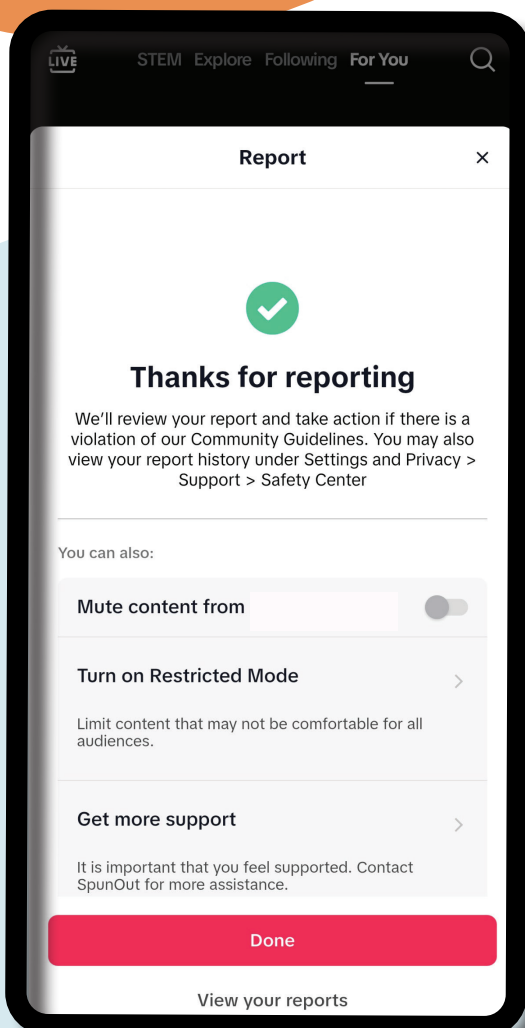 LIVE
STEM Explore Following For You
Report
Thanks for reporting
We’ll review your report and take action if there is a
violation of our Community Guidelines. You may also
view your report history under Settings and Privacy >
Support > Safety Center
You can also:
Mute content from
Turn on Restricted Mode
Limit content that may not be comfortable for all
audiences.
Get more support
It is important that you feel supported. Contact
SpunOut for more assistance.
Done
View your reports